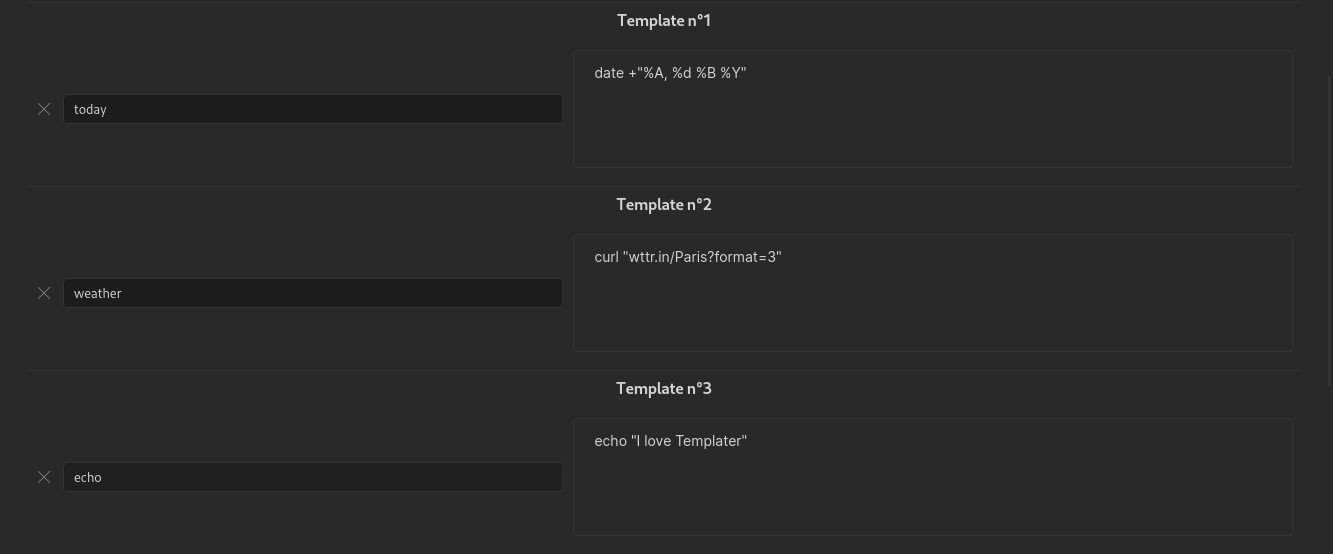 Template n°1
today
date +"%A, %d %B %Y"
Template n°2
weather
curl "wttr.in/Paris?format=3"
Template n°3
echo
echo "I love Templater"